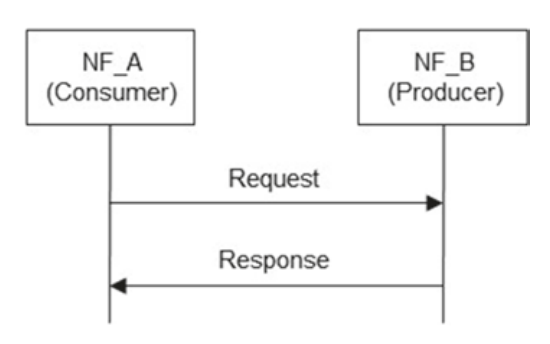 NF_A
(Consumer)
NF_B
(Producer)
Request
Response